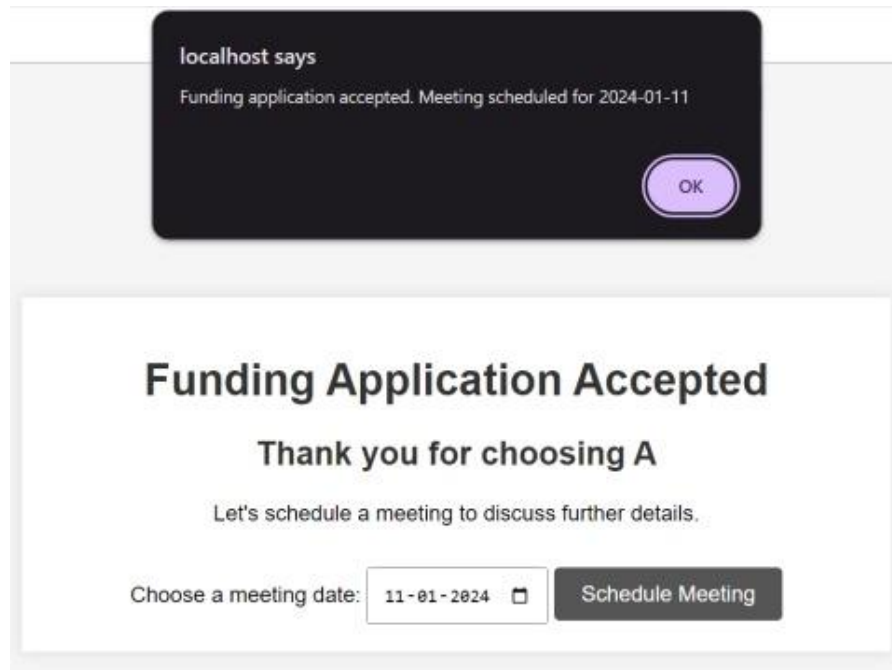 localhost says
Funding application accepted. Meeting scheduled for 2024-01-11
OK
Funding Application Accepted
Thank you for choosing A
Let's schedule a meeting to discuss further details.
Choose a meeting date: 11-01-2024 Schedule Meeting